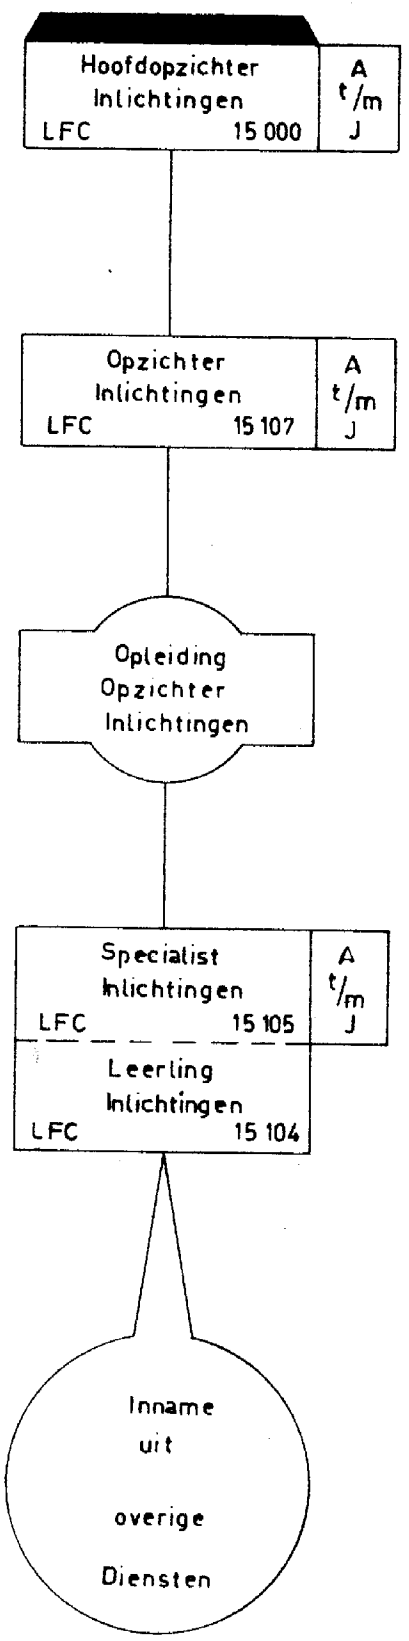 Hoofdopzichter
Inlichtingen
LFC 15 000
A
t/m
J
Opzichter
Inlichtingen
LFC 15 107
A
t/m
J
Opleiding
Opzichter
Inlichtingen
Specialist
Inlichtingen
LFC 15 105
A
t/m
J
Leerling
Inlichtingen
LFC 15 104
Inname
uit
overige
Diensten